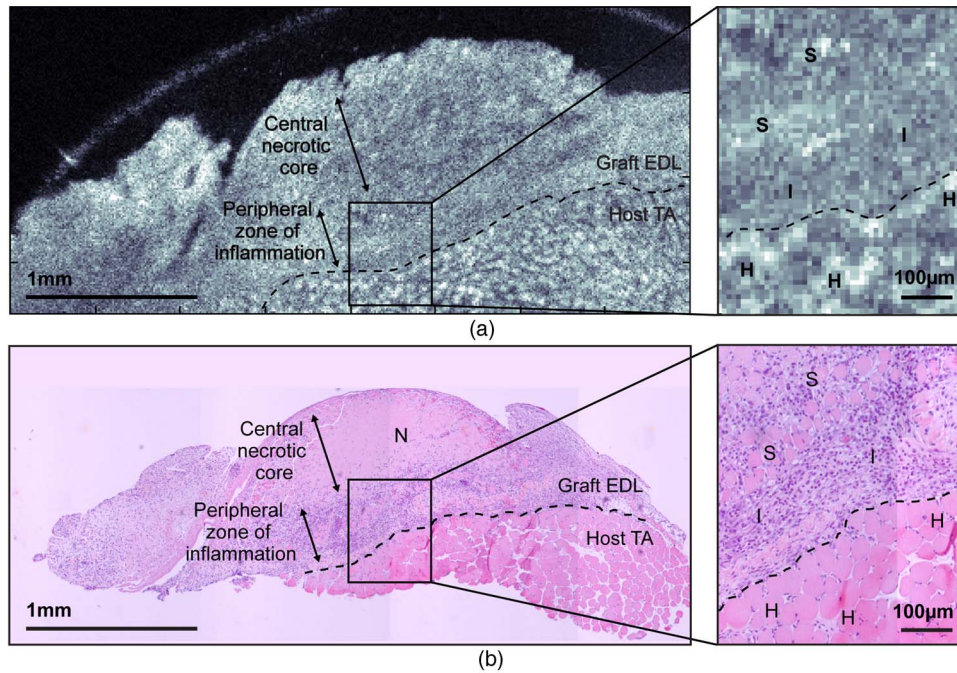 Central
necrotic
core
Graft EDL
Peripheral
zone of
inflammation
Host TA
1mm
S
S
I
I
H
H
H
100µm
(a)
N
Central
necrotic
core
Graft EDL
Peripheral
zone of
inflammation
Host TA
1mm
S
S
I
I
H
H
H
100µm
(b)